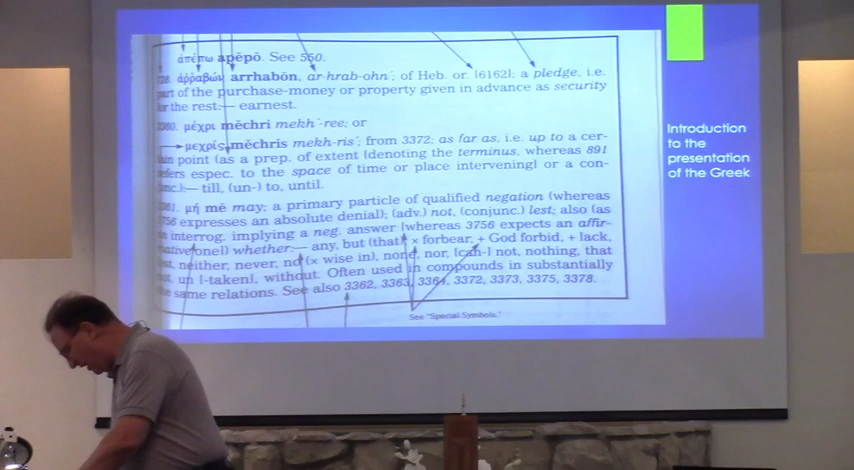 ἀπέπω apĕpō. See 550.
728. ἀῤῥαβών arrhabōn, ar-hrab-ohn´; of Heb. or. [6162]; a pledge, i.e.
part of the purchase-money or property given in advance as security
for the rest:— earnest.
3360. μέχρι mĕchri mekh´-ree; or
μεχρίς mĕchris mekh-ris´; from 3372; as far as, i.e. up to a cer-
tain point (as a prep. of extent [denoting the terminus, whereas 891
refers espec. to the space of time or place intervening] or a con-
junc.):— till, (un-) to, until.
3361. μή mē may; a primary particle of qualified negation (whereas
3756 expresses an absolute denial); (adv.) not, (conjunc.) lest; also (as
an interrog. implying a neg. answer [whereas 3756 expects an affir-
mative one]) whether:— any, but (that), × forbear, + God forbid, + lack,
lest, neither, never, no (× wise in), none, nor, [can-] not, nothing, that
not, un [-taken], without. Often used in compounds in substantially
the same relations. See also 3362, 3363, 3364, 3372, 3373, 3375, 3378.
See "Special Symbols."
Introduction
to the
presentation
of the Greek